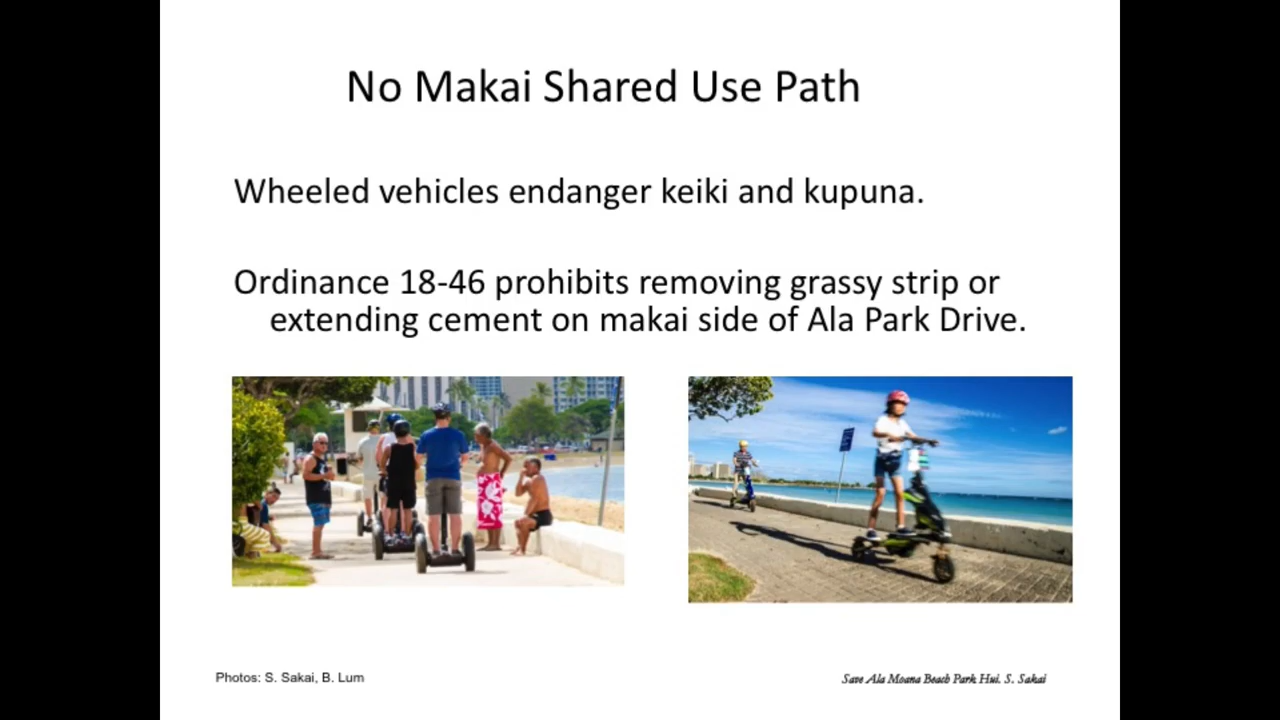 No Makai Shared Use Path
Wheeled vehicles endanger keiki and kupuna.
Ordinance 18-46 prohibits removing grassy strip or
extending cement on makai side of Ala Park Drive.
Photos: S. Sakai, B. Lum
Save Ala Moana Beach Park Hui. S. Sakai